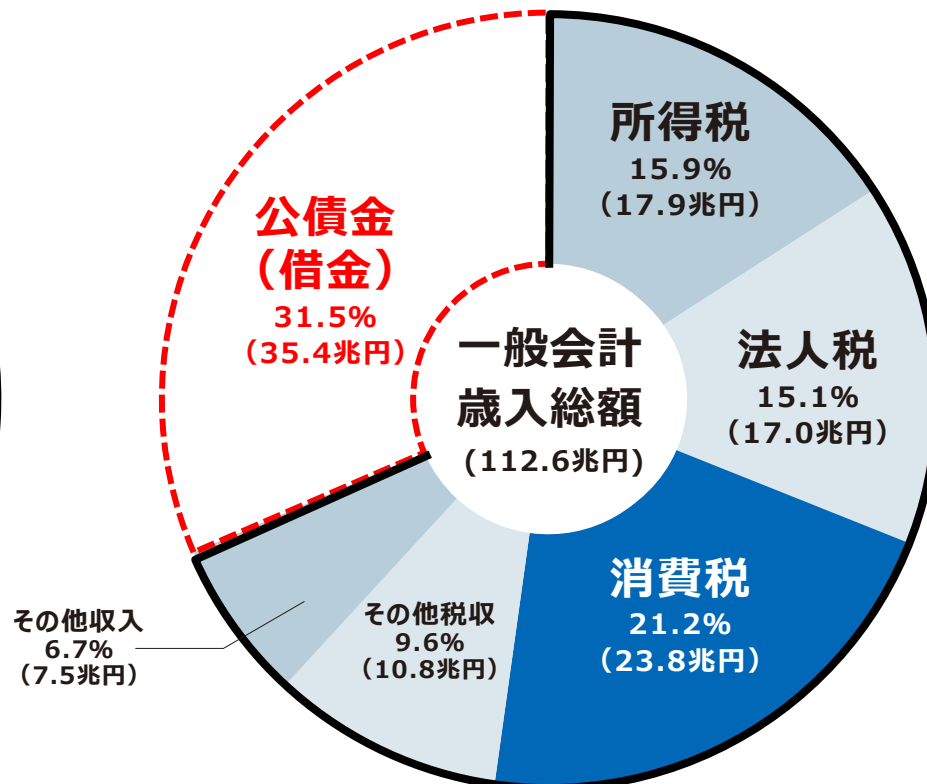 所得税
15.9%
（17.9兆円）
法人税
15.1%
（17.0兆円）
消費税
21.2%
（23.8兆円）
その他税収
9.6%
（10.8兆円）
その他収入
6.7%
（7.5兆円）
公債金
（借金）
31.5%
（35.4兆円）
一般会計
歳入総額
(112.6兆円)